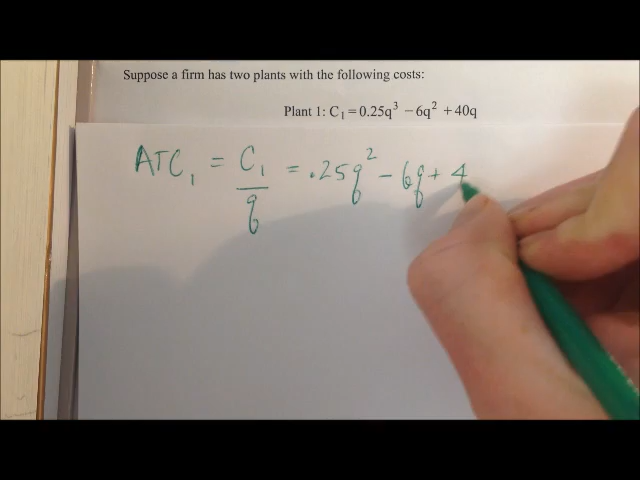 Suppose a firm has two plants with the following costs:
Plant 1: C₁ = 0.25q³ − 6q² + 40q
ATC₁ = C₁/q = .25q² − 6q + 4